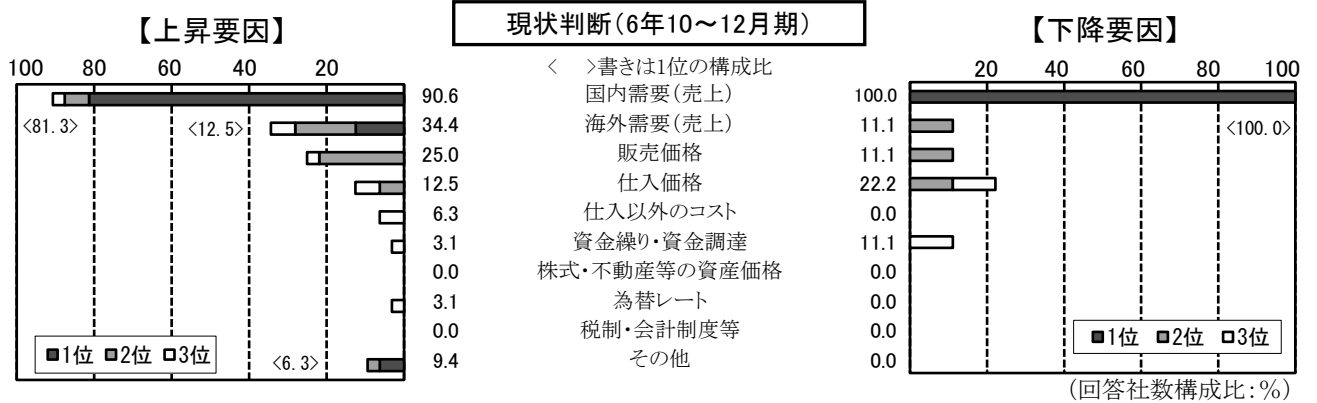 現状判断(6年10～12月期)
【上昇要因】
【下降要因】
100 80 60 40 20
< >書きは1位の構成比
20 40 60 80 100
90.6 国内需要(売上) 100.0
<81.3>
<12.5> 34.4 海外需要(売上) 11.1 <100.0>
25.0 販売価格 11.1
12.5 仕入価格 22.2
6.3 仕入以外のコスト 0.0
3.1 資金繰り・資金調達 11.1
0.0 株式・不動産等の資産価格 0.0
3.1 為替レート 0.0
0.0 税制・会計制度等 0.0
■1位 ■2位 □3位
<6.3> 9.4 その他 0.0
■1位 ■2位 □3位
(回答社数構成比:%)